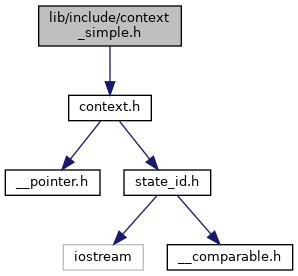 lib/include/context
_simple.h
context.h
__pointer.h
state_id.h
iostream
__comparable.h